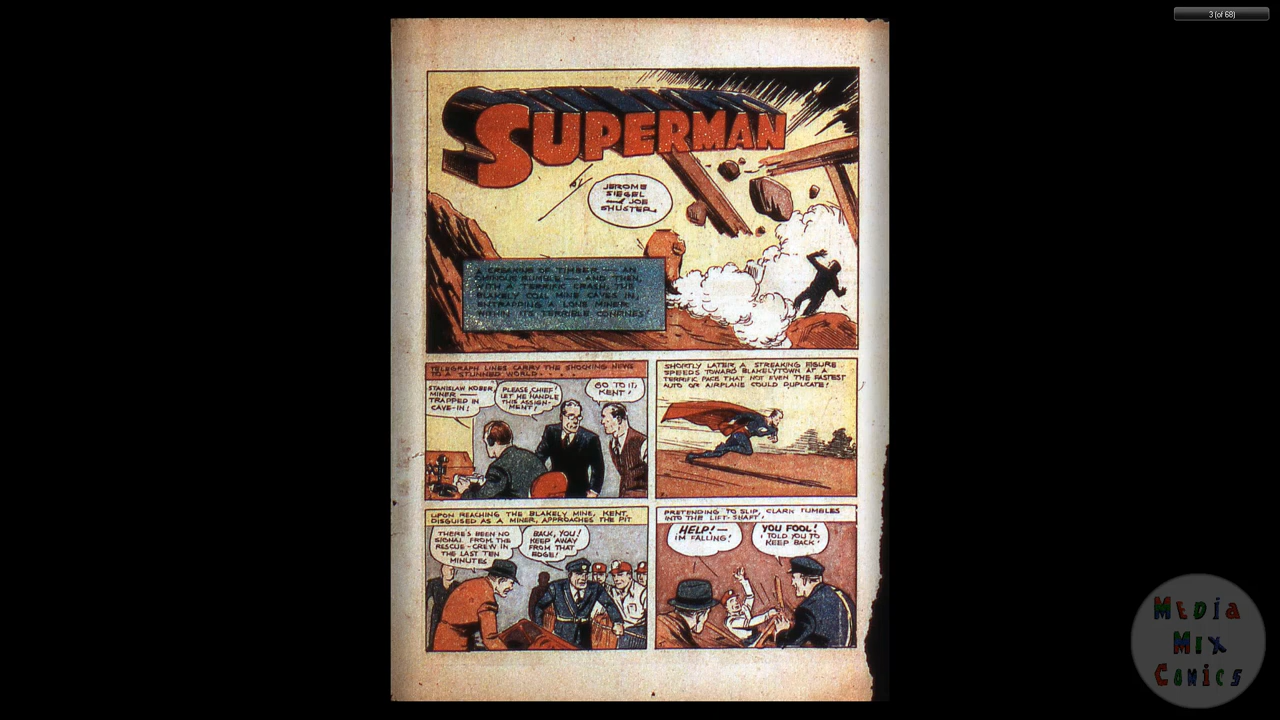 3 (of 68)
SUPERMAN
BY
JEROME
SIEGEL
and JOE
SHUSTER
A CREAKING OF TIMBER -- AN
OMINOUS RUMBLE -- AND THEN,
WITH A TERRIFIC CRASH, THE
BLAKELY COAL MINE CAVES IN,
ENTRAPPING A LONE MINER
WITHIN ITS TERRIBLE CONFINES!
TELEGRAPH LINES CARRY THE SHOCKING NEWS
TO A STUNNED WORLD - . . .
STANISLAW KOBER,
MINER --
TRAPPED IN
CAVE-IN!
PLEASE, CHIEF!
LET ME HANDLE
THIS ASSIGN-
MENT!
GO TO IT,
KENT!
SHORTLY LATER, A STREAKING FIGURE
SPEEDS TOWARD BLAKELYTOWN AT A
TERRIFIC PACE THAT NOT EVEN THE FASTEST
AUTO OR AIRPLANE COULD DUPLICATE!
UPON REACHING THE BLAKELY MINE, KENT,
DISGUISED AS A MINER, APPROACHES THE PIT
THERE'S BEEN NO
SIGNAL FROM THE
RESCUE-CREW IN
THE LAST TEN
MINUTES
BACK, YOU!
KEEP AWAY
FROM THAT
EDGE!
PRETENDING TO SLIP, CLARK TUMBLES
INTO THE LIFT-SHAFT.
HELP!--
I'M FALLING!
YOU FOOL!
I TOLD YOU TO
KEEP BACK!
MEDIA
MIX
COMICS